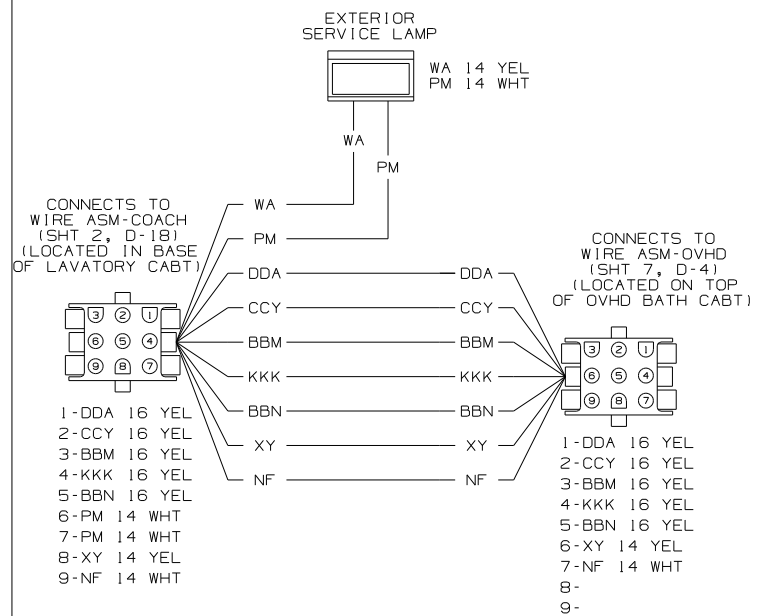 EXTERIOR
SERVICE LAMP
WA 14 YEL
PM 14 WHT
WA
PM
CONNECTS TO
WIRE ASM-COACH
(SHT 2, D-18)
(LOCATED IN BASE
OF LAVATORY CABT)
WA
PM
DDA DDA
CCY CCY
BBM BBM
KKK KKK
BBN BBN
XY XY
NF NF
CONNECTS TO
WIRE ASM-OVHD
(SHT 7, D-4)
(LOCATED ON TOP
OF OVHD BATH CABT)
3 2 1
6 5 4
9 8 7
1-DDA 16 YEL
2-CCY 16 YEL
3-BBM 16 YEL
4-KKK 16 YEL
5-BBN 16 YEL
6-PM 14 WHT
7-PM 14 WHT
8-XY 14 YEL
9-NF 14 WHT
3 2 1
6 5 4
9 8 7
1-DDA 16 YEL
2-CCY 16 YEL
3-BBM 16 YEL
4-KKK 16 YEL
5-BBN 16 YEL
6-XY 14 YEL
7-NF 14 WHT
8-
9-